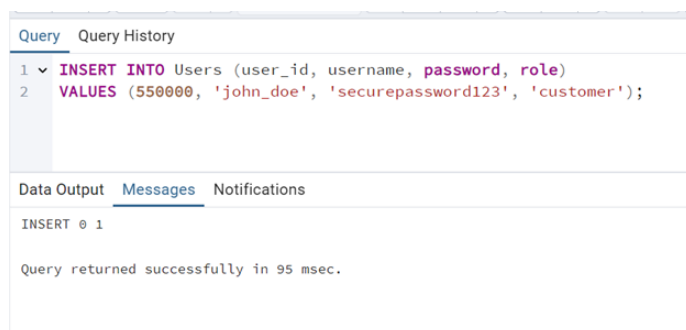 Query Query History
1 INSERT INTO Users (user_id, username, password, role)
2 VALUES (550000, 'john_doe', 'securepassword123', 'customer');
Data Output Messages Notifications
INSERT 0 1
Query returned successfully in 95 msec.